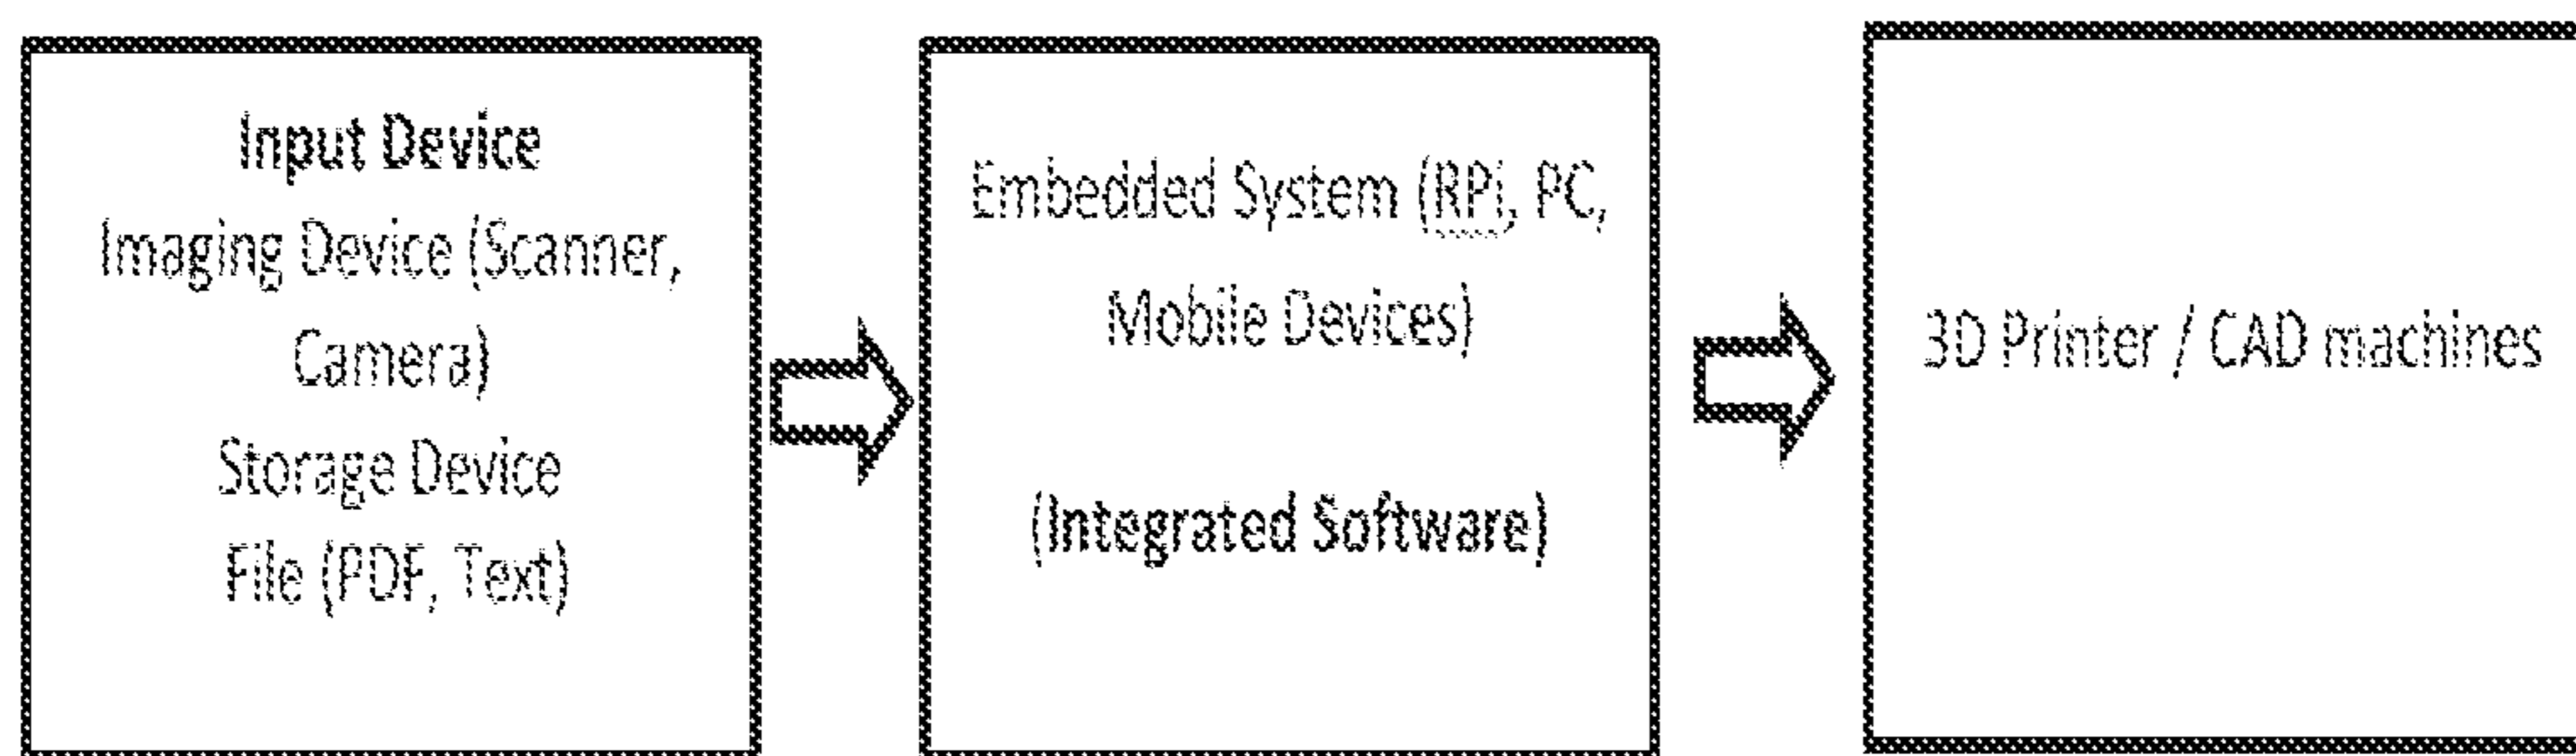 Input Device
Imaging Device (Scanner,
Camera)
Storage Device
File (PDF, Text)
Embedded System (RPi, PC,
Mobile Devices)
(Integrated Software)
3D Printer / CAD machines